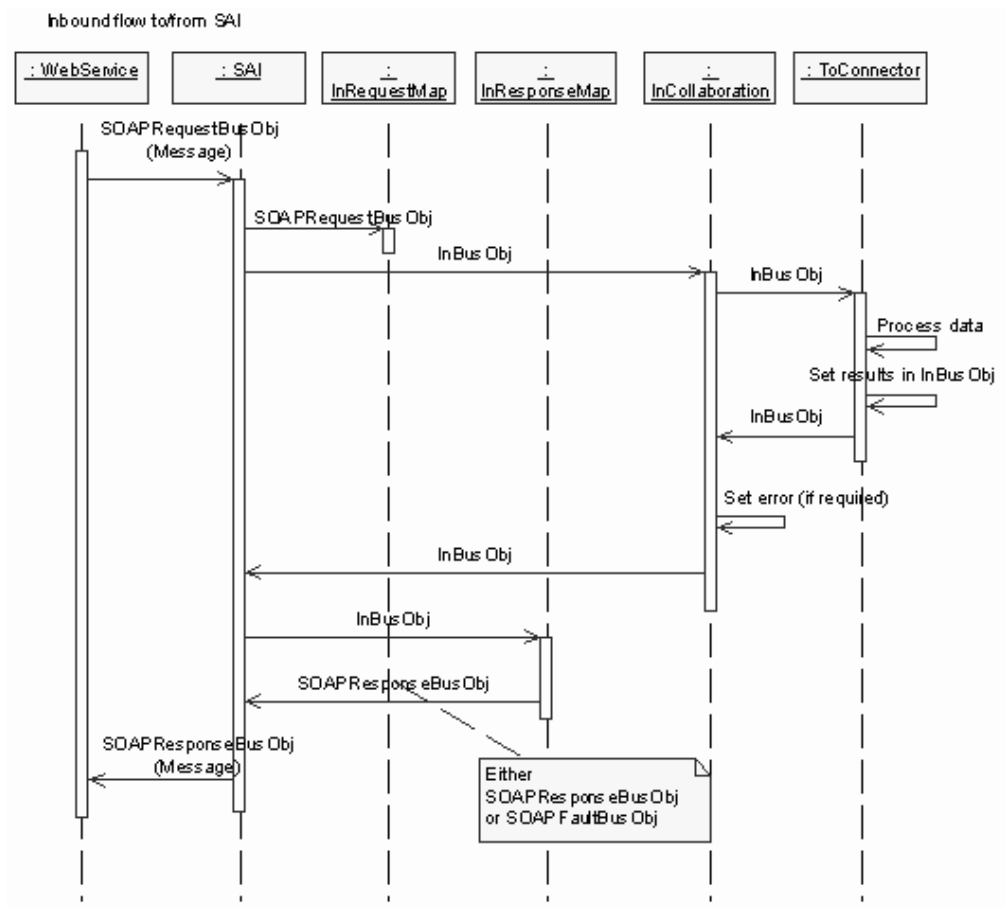 Inbound flow to/from SAI
: WebService
: SAI
:
InRequestMap
:
InResponseMap
:
InCollaboration
: ToConnector
SOAPRequestBusObj
(Message)
SOAPRequestBusObj
InBusObj
InBusObj
Process data
Set results in InBusObj
InBusObj
Set error (if required)
InBusObj
InBusObj
SOAPResponseBusObj
SOAPResponseBusObj
(Message)
Either
SOAPResponseBusObj
or SOAPFaultBusObj